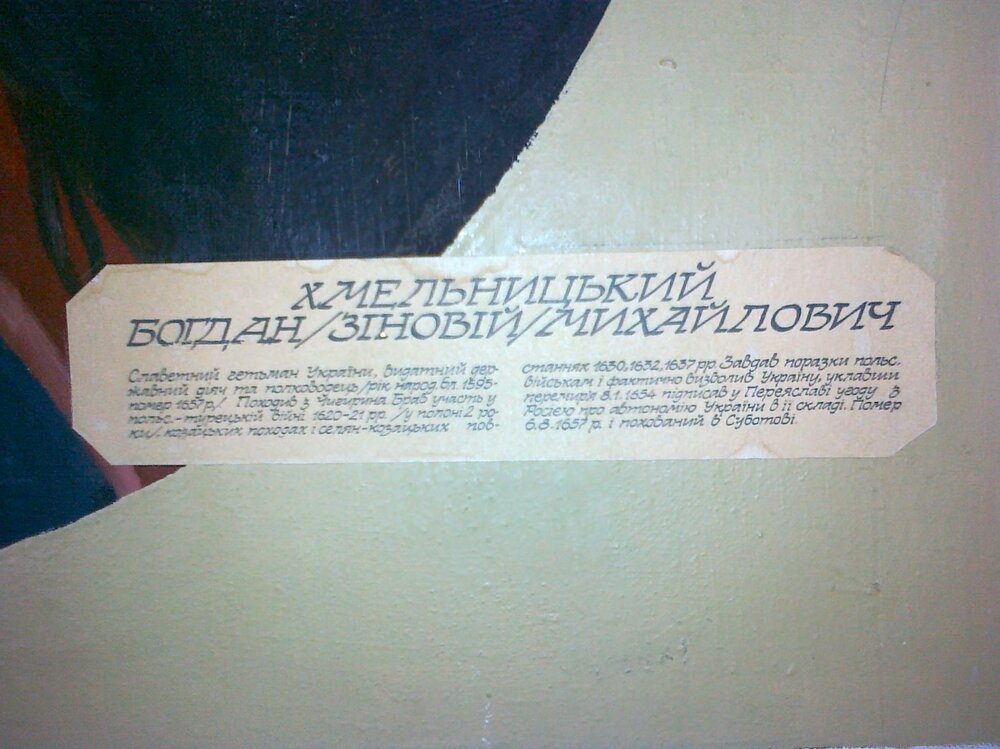 ХМЕЛЬНИЦЬКИЙ
БОГДАН/ЗІНОВІЙ/МИХАЙЛОВИЧ
Славетний гетьман України, видатний дер-
жавний діяч та полководець /рік народ. бл. 1595-
помер 1657р./ Походив з Чигирина. Брав участь у
польс.-турецькій війні 1620-21 рр. /у полоні 2 ро-
ки/ козацьких походах і селян-козацьких пов-
станнях 1630, 1632, 1637 рр. Завдав поразки польс.
військам і фактично визволив Україну, уклавши
перемир'я 8.1.1654 підписав у Переяславі угоду з
Росією про автономію України в її складі. Помер
6.8.1657 р. і похований в Суботові.